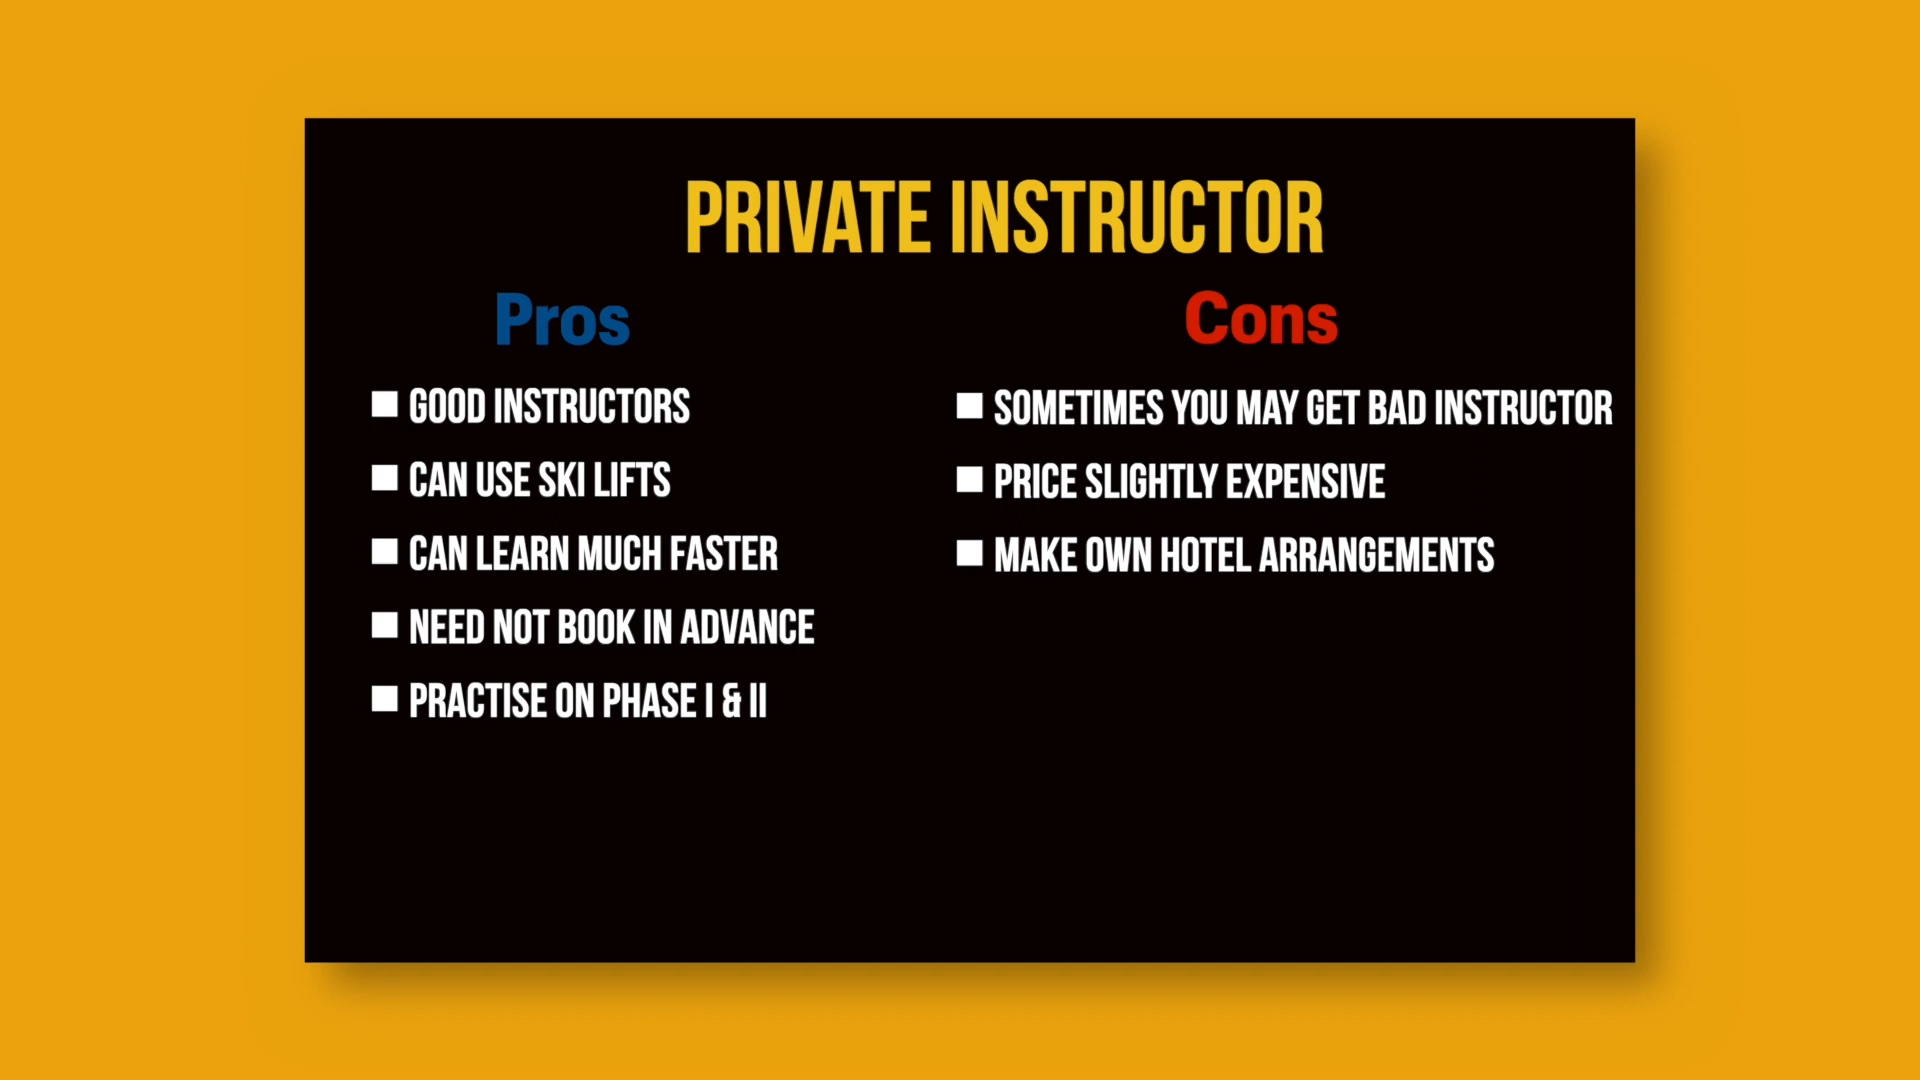 PRIVATE INSTRUCTOR
Pros
GOOD INSTRUCTORS
CAN USE SKI LIFTS
CAN LEARN MUCH FASTER
NEED NOT BOOK IN ADVANCE
PRACTISE ON PHASE I & II
Cons
SOMETIMES YOU MAY GET BAD INSTRUCTOR
PRICE SLIGHTLY EXPENSIVE
MAKE OWN HOTEL ARRANGEMENTS